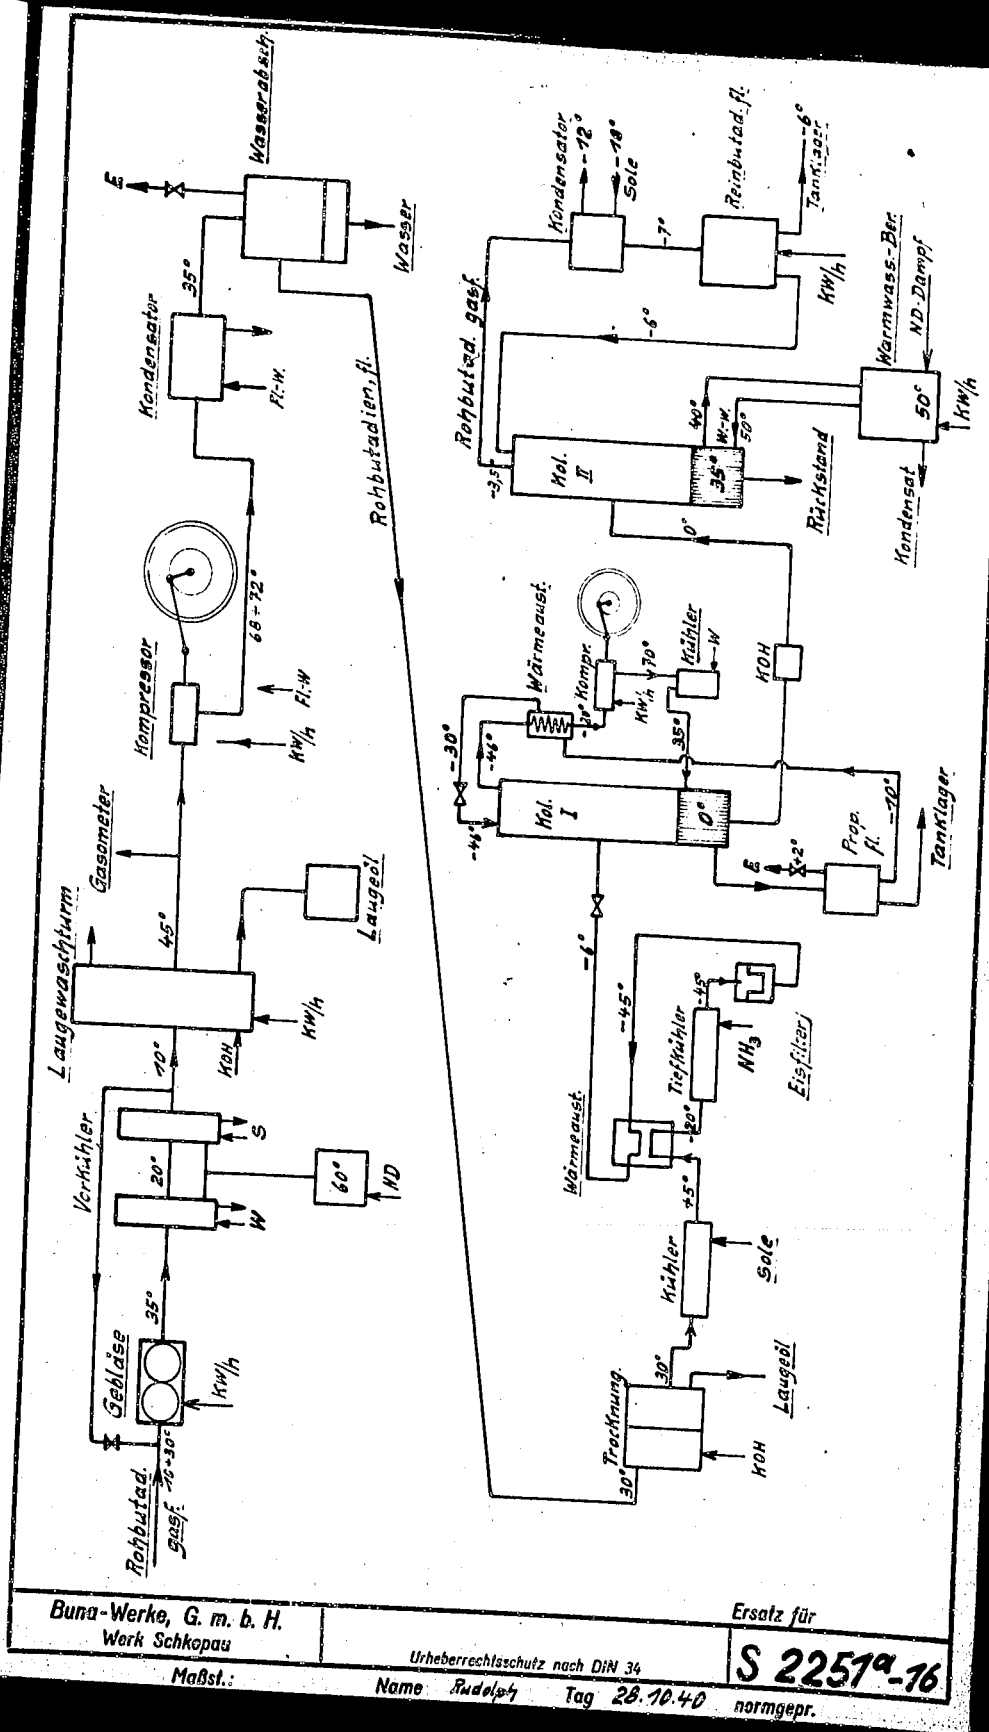 Rohbutad.
gasf.
Gebläse
KW/h
35°
Vorkühler
W
20°
S
60°
ND
10°
Laugewaschturm
KOH
KW/h
45°
Gasometer
Laugeöl
Kompressor
KW/h
Fl.-W
68÷72°
Kondensator
Fl.-W.
35°
Wasserabsch.
E
Wasser
Rohbutadien, fl.
30°
Trocknung.
KOH
30°
Laugeöl
Kühler
Sole
+5°
Wärmeaust.
-20°
Tiefkühler
NH₃
-45°
Eisfilter
-45°
-6°
Kol.
I
0°
-46°
-30°
-46°
Wärmeaust.
-20°
Kompr.
KW/h
+70°
Kühler
W
35°
E
+2°
Prop.
fl.
-10°
Tanklager
KOH
0°
Kol.
II
35°
-3,5°
Rohbutad. gasf.
40°
W.-W.
50°
Rückstand
Warmwass.-Ber.
ND-Dampf
50°
KW/h
Kondensat
Kondensator
-12°
-18°
Sole
-7°
-6°
Reinbutad. fl.
KW/h
-6°
Tanklager
Buna-Werke, G. m. b. H.
Werk Schkopau
Maßst.:
Urheberrechtsschutz nach DIN 34
Name Rudolph Tag 28.10.40 normgepr.
Ersatz für
S 2251ª-16